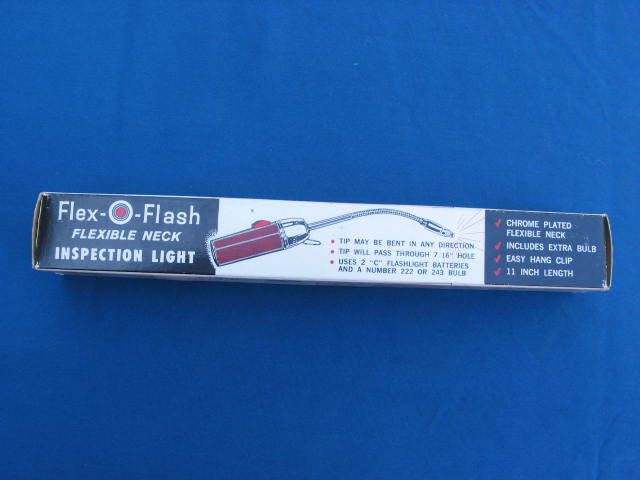 Flex-O-Flash
FLEXIBLE NECK
INSPECTION LIGHT
• TIP MAY BE BENT IN ANY DIRECTION
• TIP WILL PASS THROUGH 7/16" HOLE
• USES 2 "C" FLASHLIGHT BATTERIES
AND A NUMBER 222 OR 243 BULB
✓ CHROME PLATED
FLEXIBLE NECK
✓ INCLUDES EXTRA BULB
✓ EASY HANG CLIP
✓ 11 INCH LENGTH